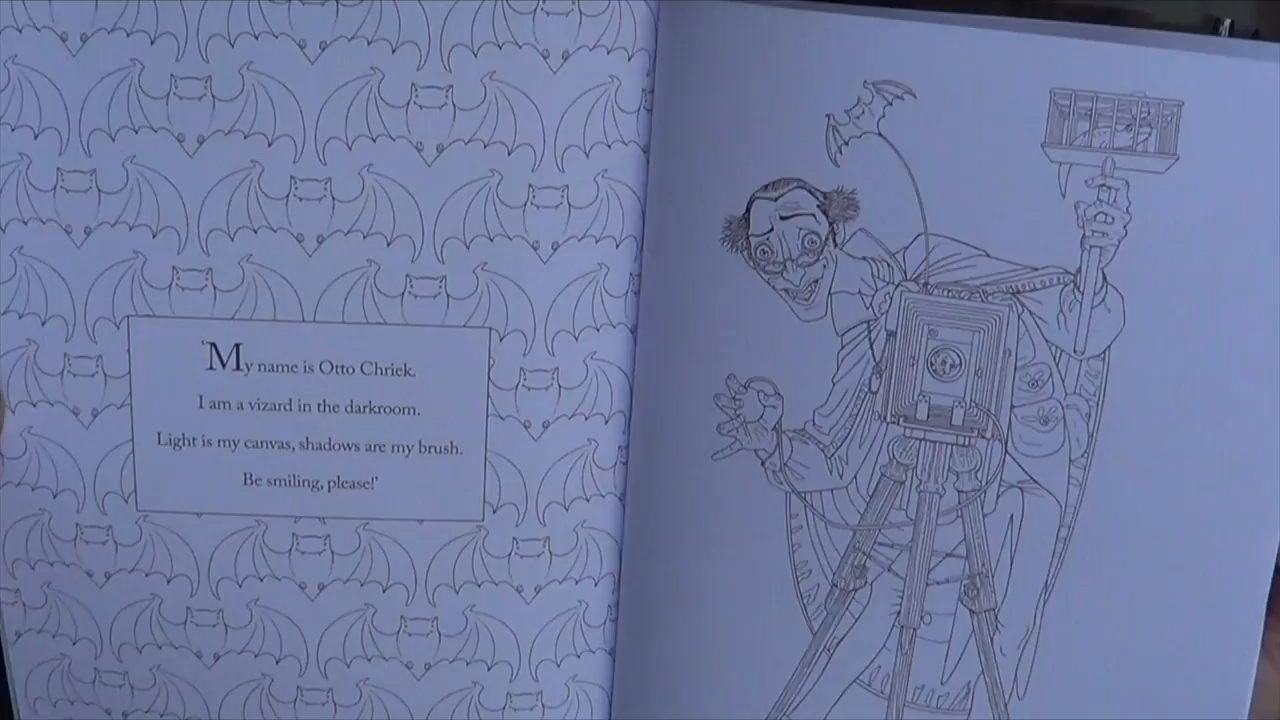 ‘My name is Otto Chriek.
I am a vizard in the darkroom.
Light is my canvas, shadows are my brush.
Be smiling, please!’